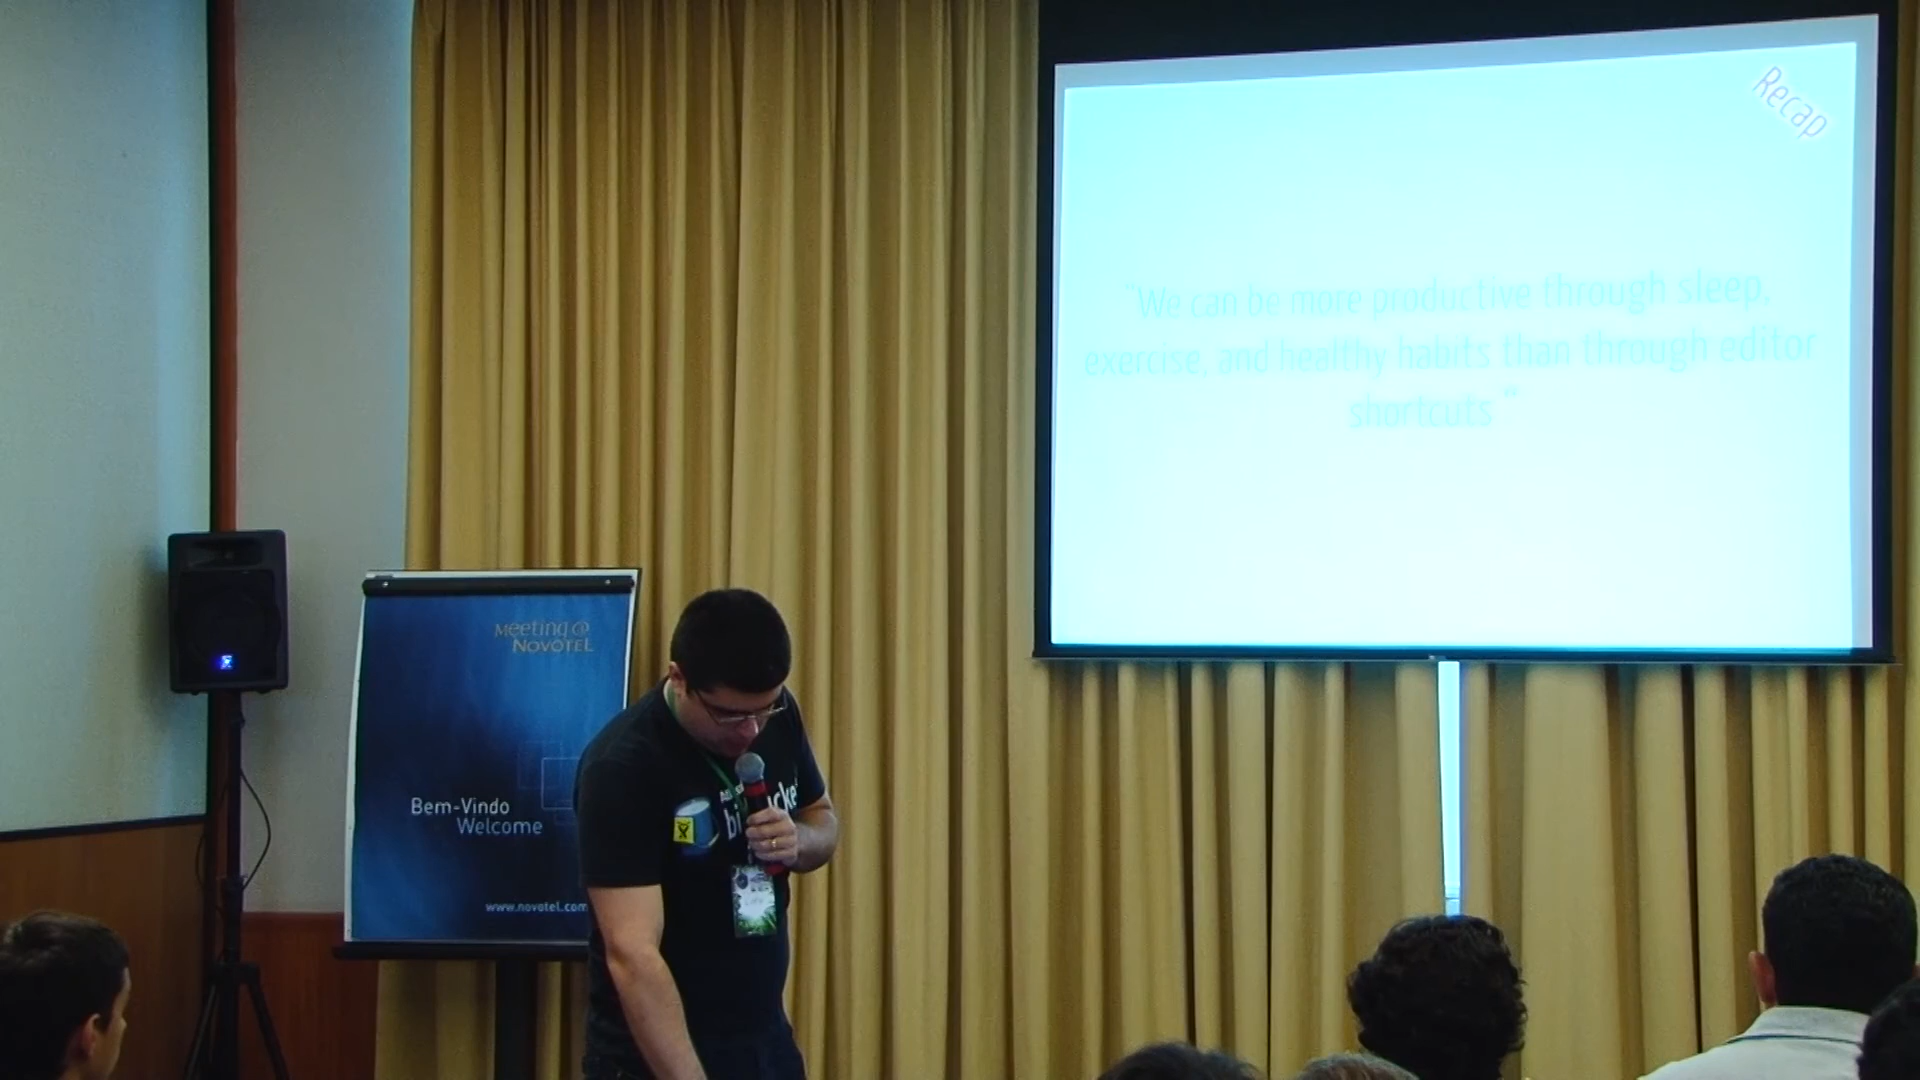 Recap
"We can be more productive through sleep,
exercise, and healthy habits than through editor
shortcuts "
Meeting@
NOVOTEL
Bem-Vindo
Welcome
www.novotel.com